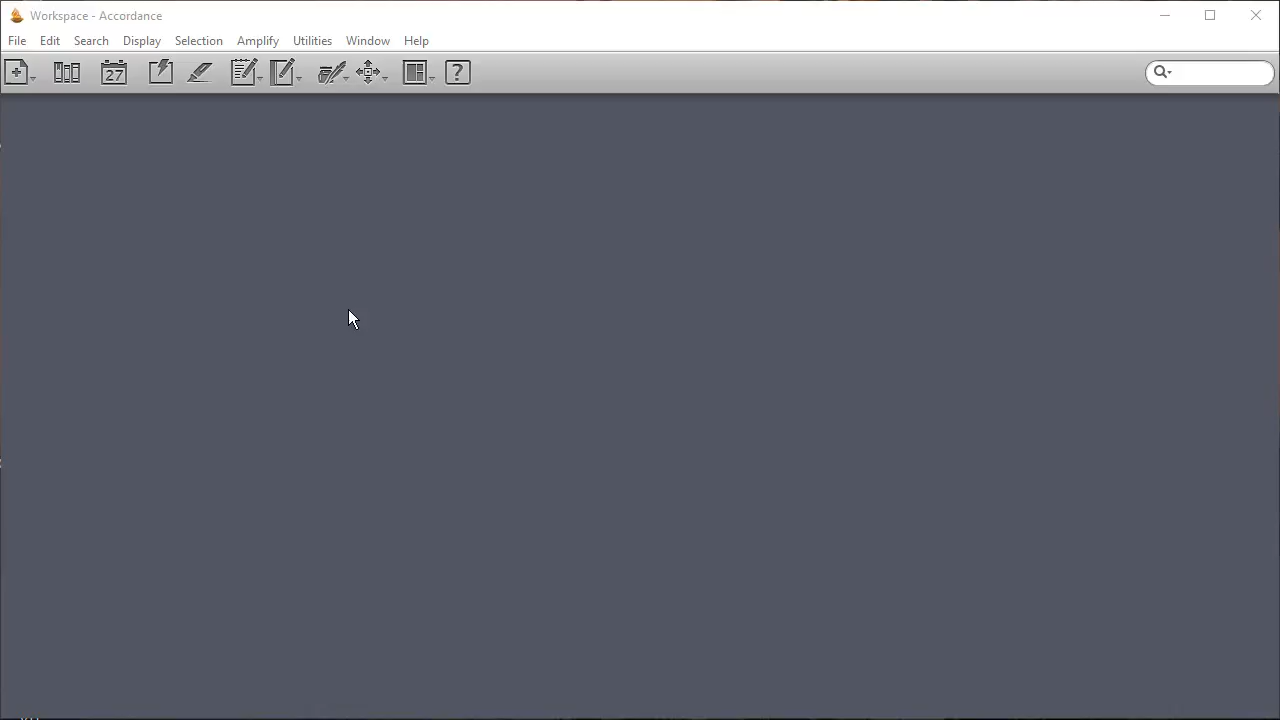 Workspace - Accordance
File Edit Search Display Selection Amplify Utilities Window Help
27 ?